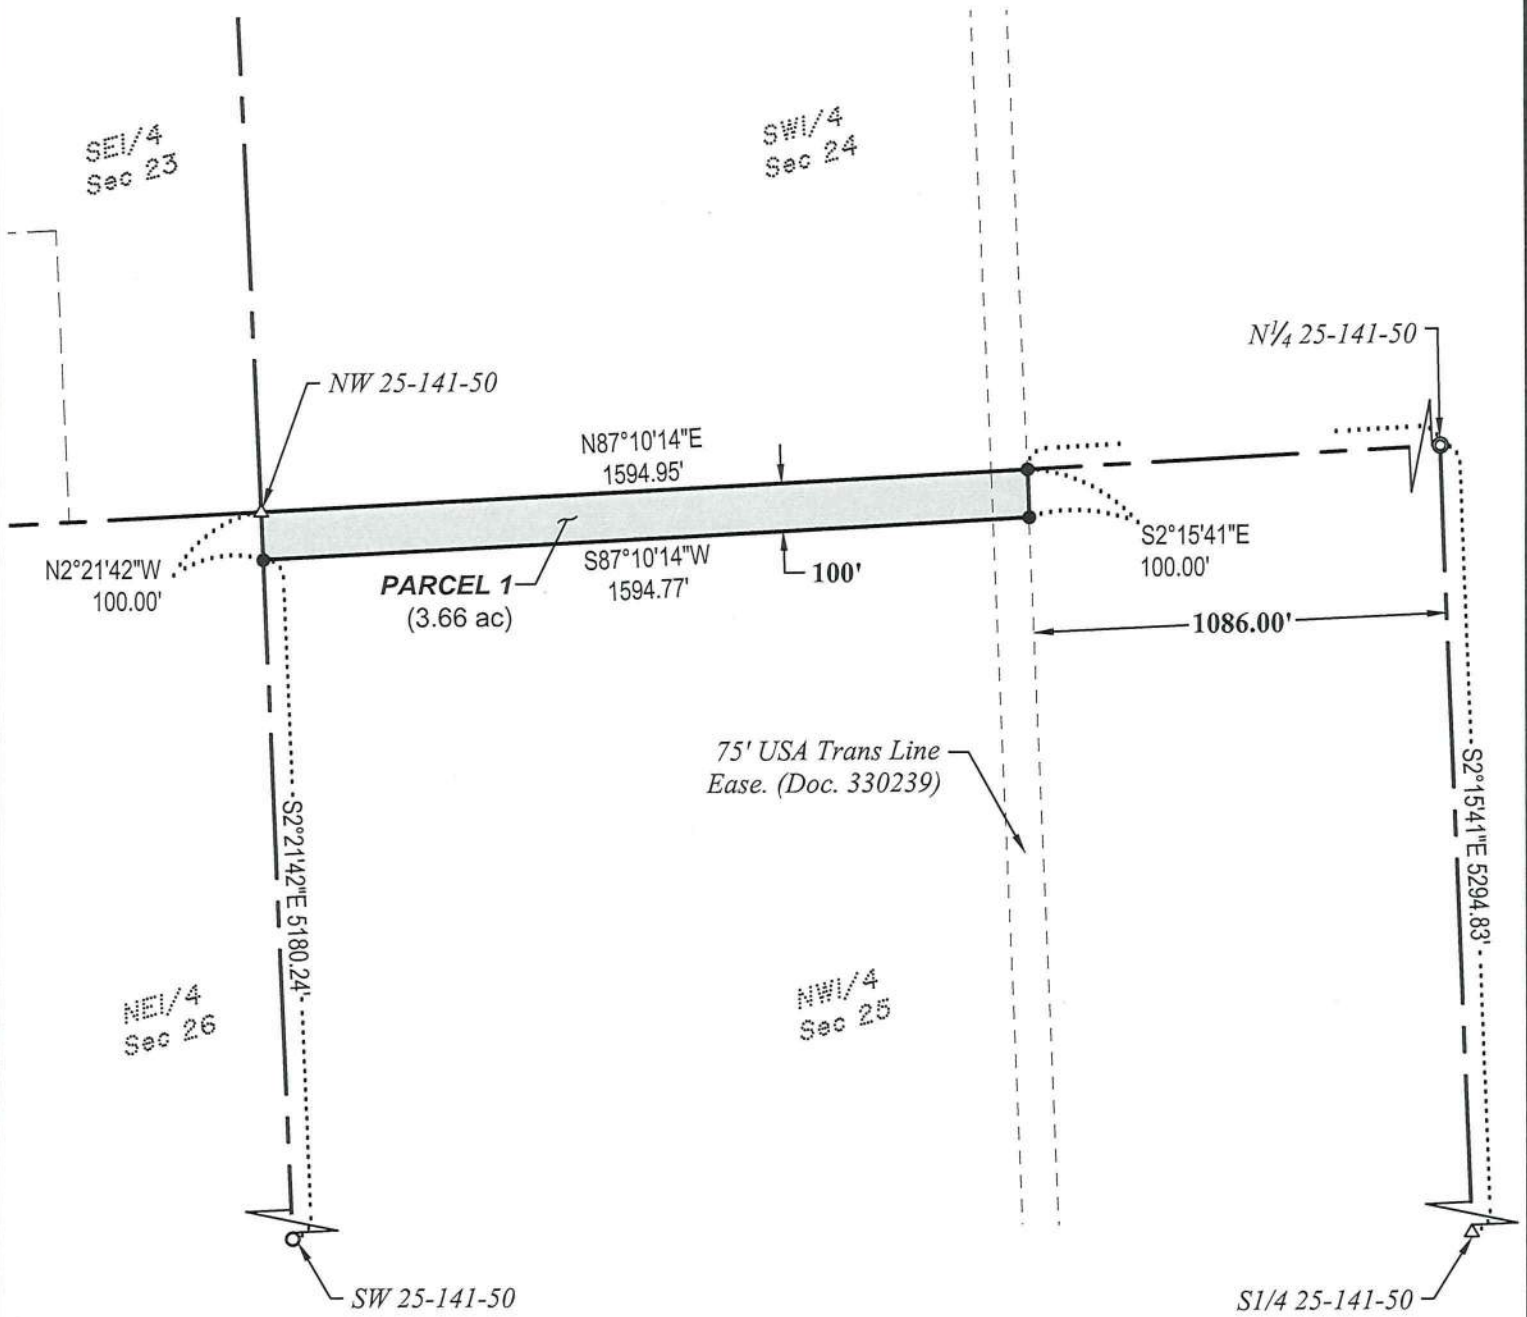 SE1/4
Sec 23
SW1/4
Sec 24
N1/4 25-141-50
NW 25-141-50
N87°10'14"E
1594.95'
N2°21'42"W
100.00'
PARCEL 1
(3.66 ac)
S87°10'14"W
1594.77'
100'
S2°15'41"E
100.00'
1086.00'
75' USA Trans Line
Ease. (Doc. 330239)
S2°21'42"E 5180.24'
S2°15'41"E 5294.83'
NE1/4
Sec 26
NW1/4
Sec 25
SW 25-141-50
S1/4 25-141-50